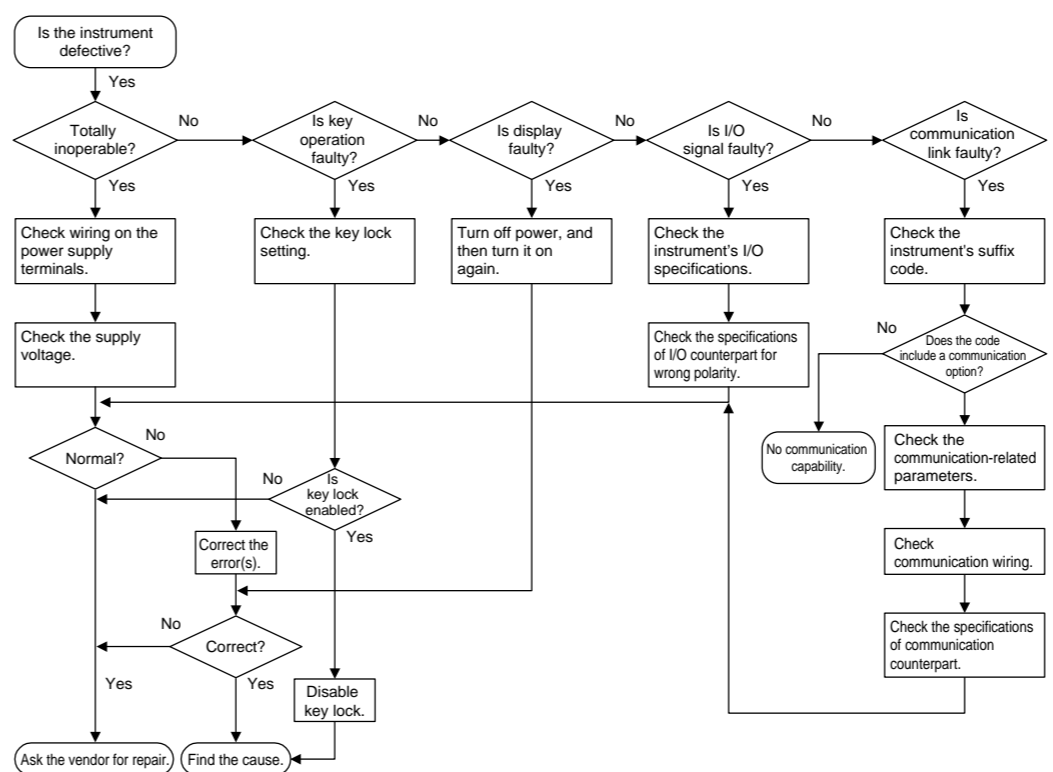 Is the instrument
defective?
Yes
Totally
inoperable?
No
Is key
operation
faulty?
No
Is display
faulty?
No
Is I/O
signal faulty?
No
Is
communication
link faulty?
Yes
Yes
Yes
Yes
Yes
Check wiring on the
power supply
terminals.
Check the key lock
setting.
Turn off power, and
then turn it on
again.
Check the
instrument's I/O
specifications.
Check the
instrument's suffix
code.
Check the supply
voltage.
Check the specifications
of I/O counterpart for
wrong polarity.
No
Does the code
include a communication
option?
Normal?
No
No communication
capability.
Check the
communication-related
parameters.
No
Is
key lock
enabled?
Yes
Correct the
error(s).
Check
communication wiring.
No
Correct?
Check the specifications
of communication
counterpart.
Yes
Yes
Disable
key lock.
Ask the vendor for repair.
Find the cause.